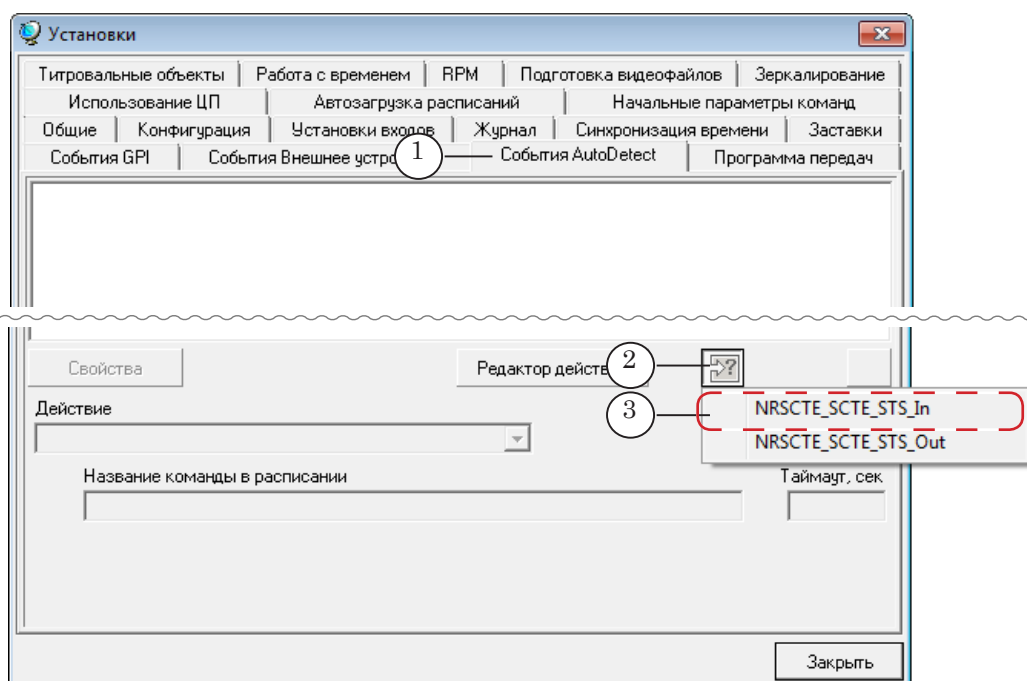 Установки
Титровальные объекты Работа с временем RPM Подготовка видеофайлов Зеркалирование
Использование ЦП Автозагрузка расписаний Начальные параметры команд
Общие Конфигурация Установки входов Журнал Синхронизация времени Заставки
События GPI События Внешнее устро 1 События AutoDetect Программа передач
Свойства Редактор действ 2
Действие 3 NRSCTE_SCTE_STS_In
NRSCTE_SCTE_STS_Out
Название команды в расписании Таймаут, сек
Закрыть